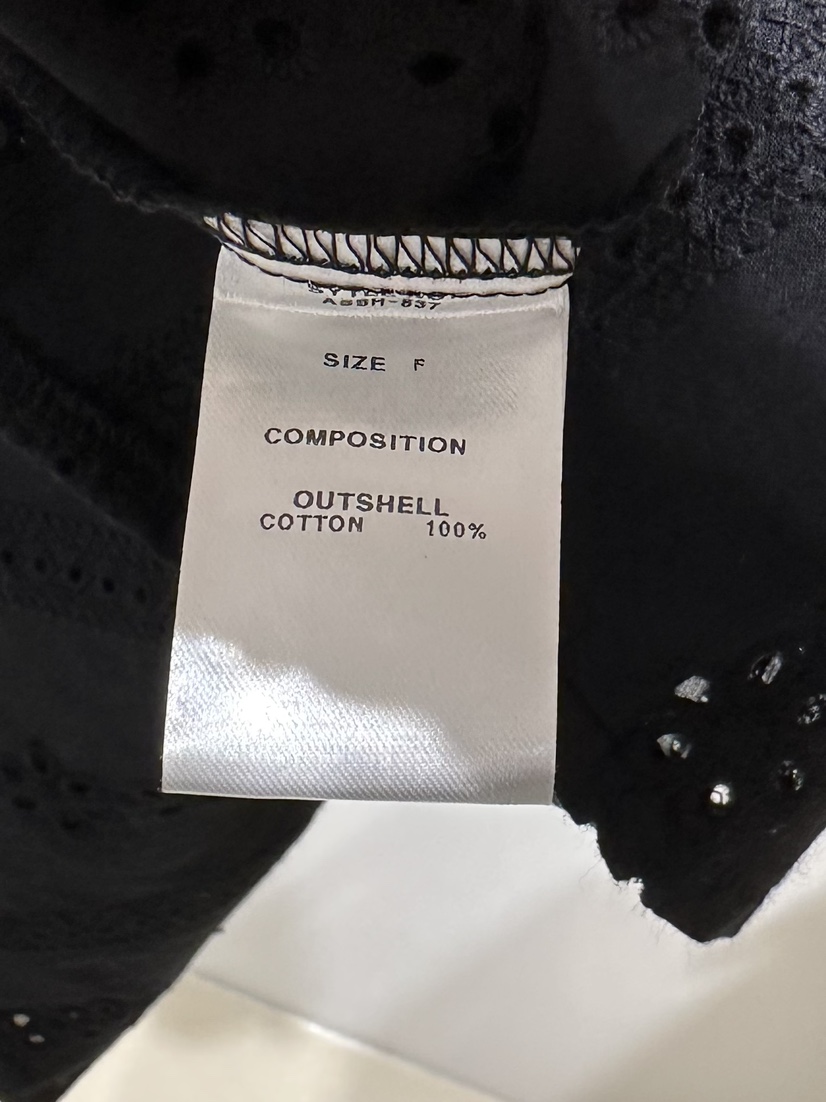 SIZE F
COMPOSITION
OUTSHELL
COTTON 100%